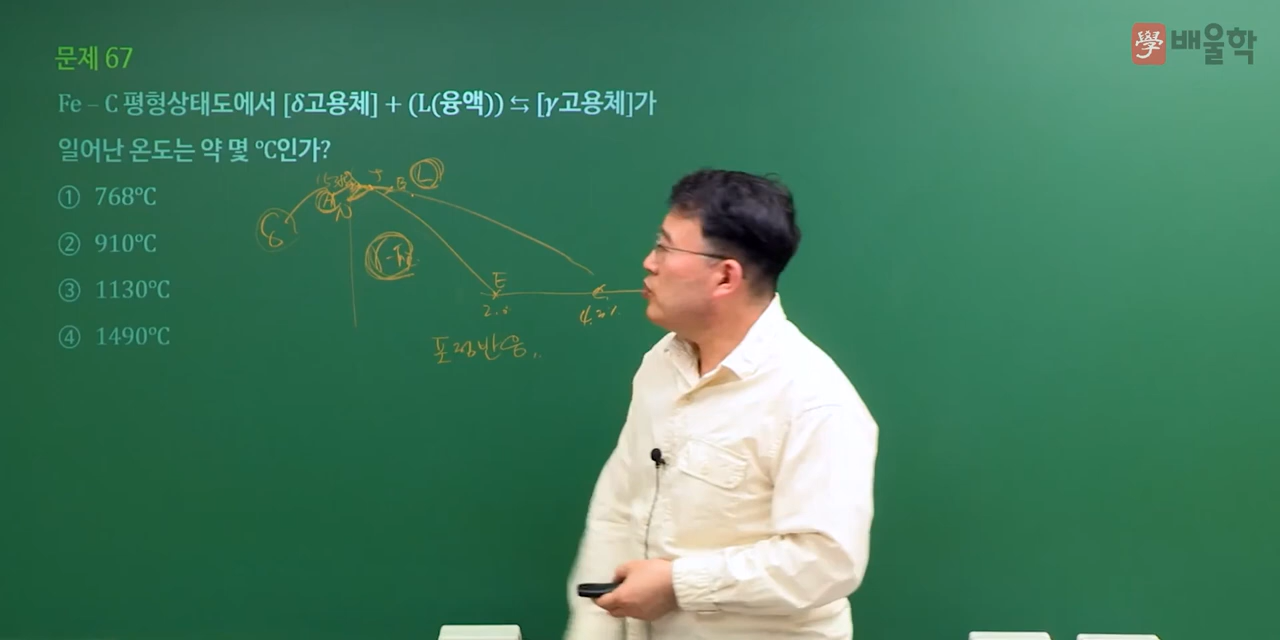 學 배울학
문제 67
Fe – C 평형상태도에서 [δ고용체] + (L(융액)) ⇆ [γ고용체]가
일어난 온도는 약 몇 ℃인가?
① 768℃
② 910℃
③ 1130℃
④ 1490℃
B
L
N
E
C
2.0
포정반응